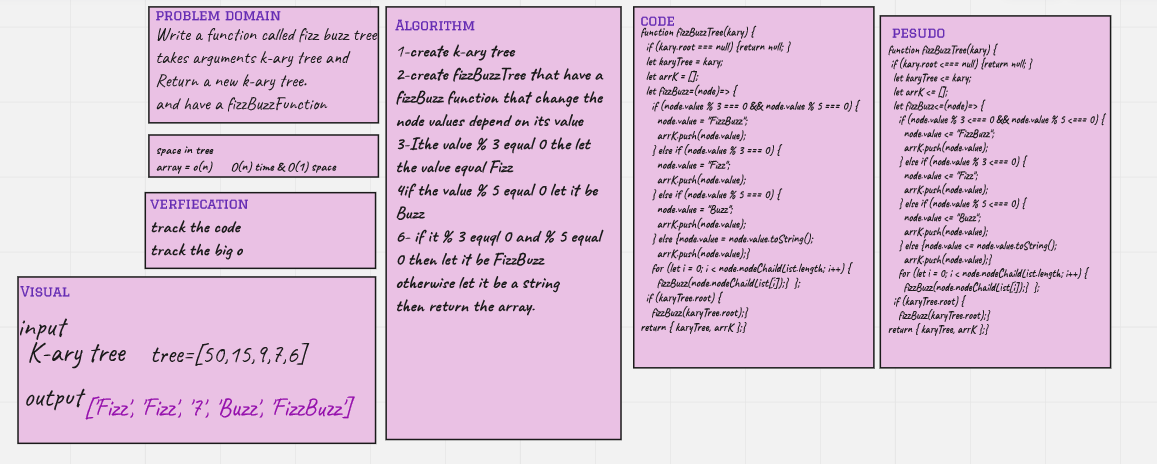 PROBLEM DOMAIN
Write a function called fizz buzz tree
takes arguments k-ary tree and
Return a new k-ary tree.
and have a fizzBuzzFunction
space in tree
array = o(n) O(n) time & O(1) space
VERFIECATION
track the code
track the big o
VISUAL
input
K-ary tree tree=[50,15,9,7,6]
output ['Fizz', 'Fizz', '7', 'Buzz', 'FizzBuzz']
ALGORITHM
1-create k-ary tree
2-create fizzBuzzTree that have a
fizzBuzz function that change the
node values depend on its value
3-Ithe value % 3 equal 0 the let
the value equal Fizz
4if the value % 5 equal 0 let if be
Buzz
6- if it % 3 equql 0 and % 5 equal
0 then let if be FizzBuzz
otherwise let it be a string
then return the array.
CODE
function fizzBuzzTree(kary) {
if (kary.root === null) {return null; }
let karyTree = kary;
let arrK = [];
let fizzBuzz=(node)=> {
if (node.value % 3 === 0 && node.value % 5 === 0) {
node.value = "FizzBuzz";
arrK.push(node.value);
} else if (node.value % 3 === 0) {
node.value = "Fizz";
arrK.push(node.value);
} else if (node.value % 5 === 0) {
node.value = "Buzz";
arrK.push(node.value);
} else {node.value = node.value.toString();
arrK.push(node.value);}
for (let i = 0; i < node.nodeChaildList.length; i++) {
fizzBuzz(node.nodeChaildList[i]);} };
if (karyTree.root) {
fizzBuzz(karyTree.root);}
return { karyTree, arrK };}
PESUDO
function fizzBuzzTree(kary) {
if (kary.root <=== null) {return null; }
let karyTree <= kary;
let arrK <= [];
let fizzBuzz<=(node)=> {
if (node.value % 3 <=== 0 && node.value % 5 <=== 0) {
node.value <= "FizzBuzz";
arrK.push(node.value);
} else if (node.value % 3 <=== 0) {
node.value <= "Fizz";
arrK.push(node.value);
} else if (node.value % 5 <=== 0) {
node.value <= "Buzz";
arrK.push(node.value);
} else {node.value <= node.value.toString();
arrK.push(node.value);}
for (let i = 0; i < node.nodeChaildList.length; i++) {
fizzBuzz(node.nodeChaildList[i]);} };
if (karyTree.root) {
fizzBuzz(karyTree.root);}
return { karyTree, arrK };}